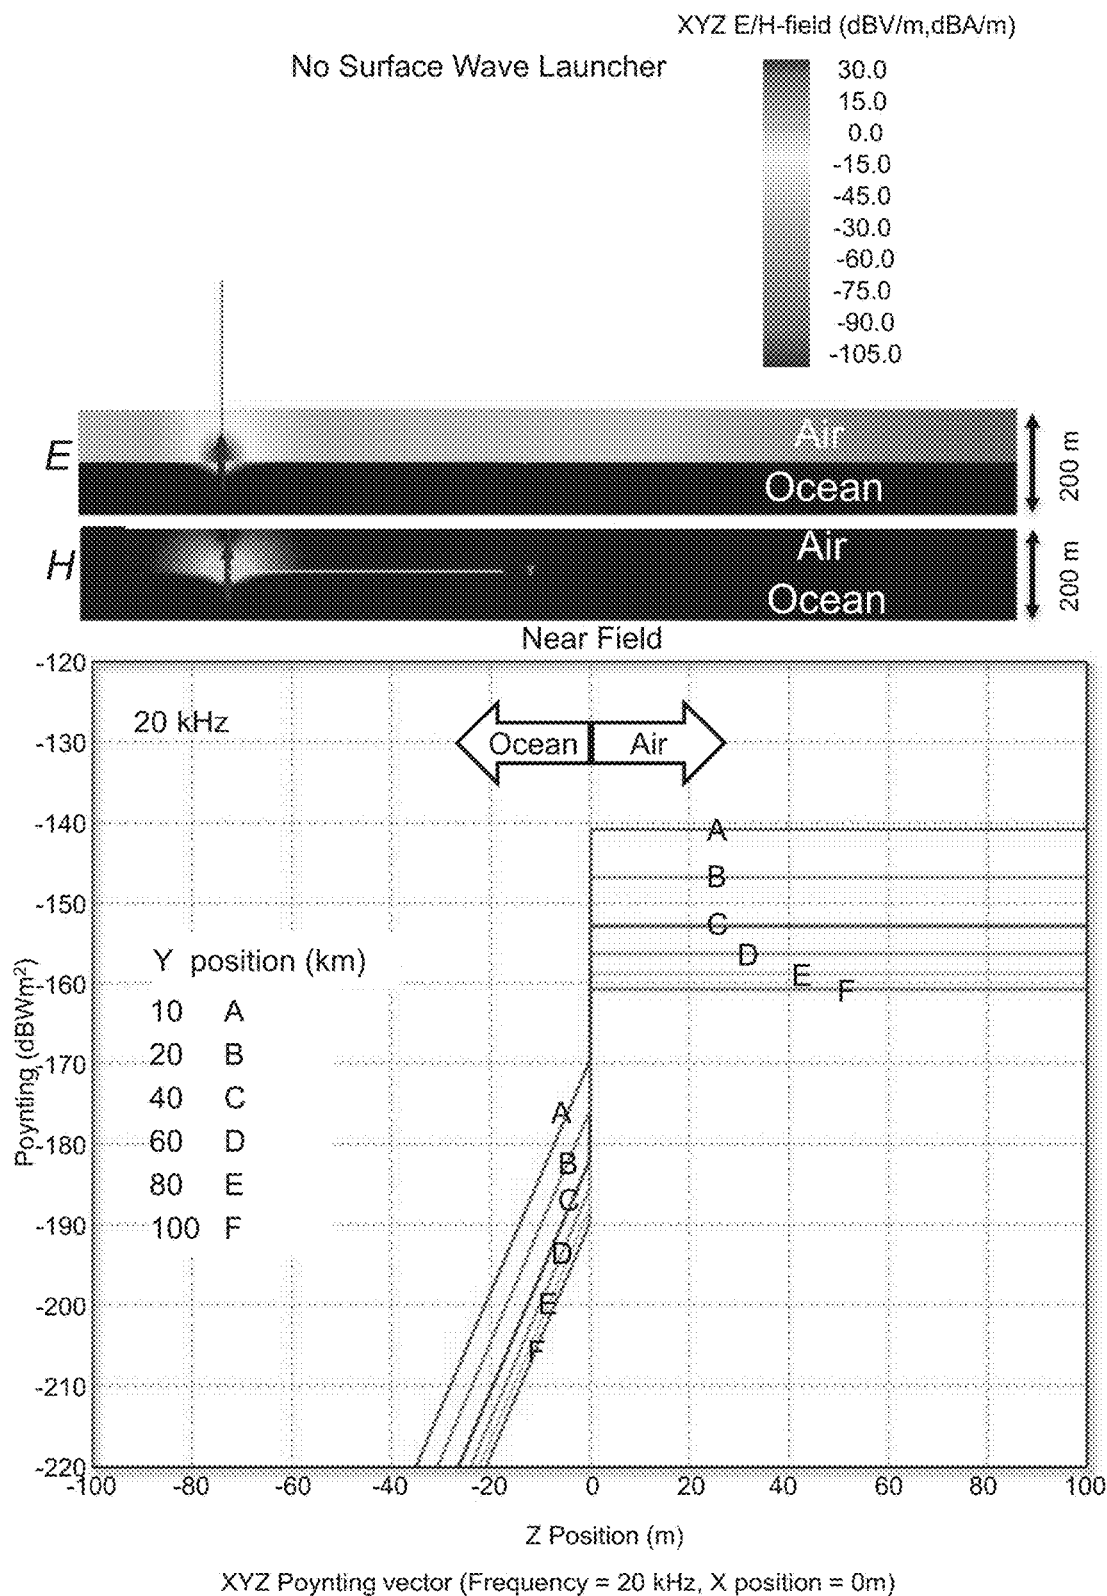 XYZ E/H-field (dBV/m,dBA/m)
No Surface Wave Launcher
30.0
15.0
0.0
-15.0
-45.0
-30.0
-60.0
-75.0
-90.0
-105.0
E
Air
Ocean
200 m
H
Air
Ocean
200 m
Y
Near Field
20 kHz
Ocean
Air
Poynting (dBWm²)
-120
-130
-140
-150
-160
-170
-180
-190
-200
-210
-220
A
B
C
D
E
F
Y position (km)
10 A
20 B
40 C
60 D
80 E
100 F
A
B
C
D
E
F
-100
-80
-60
-40
-20
0
20
40
60
80
100
Z Position (m)
XYZ Poynting vector (Frequency = 20 kHz, X position = 0m)